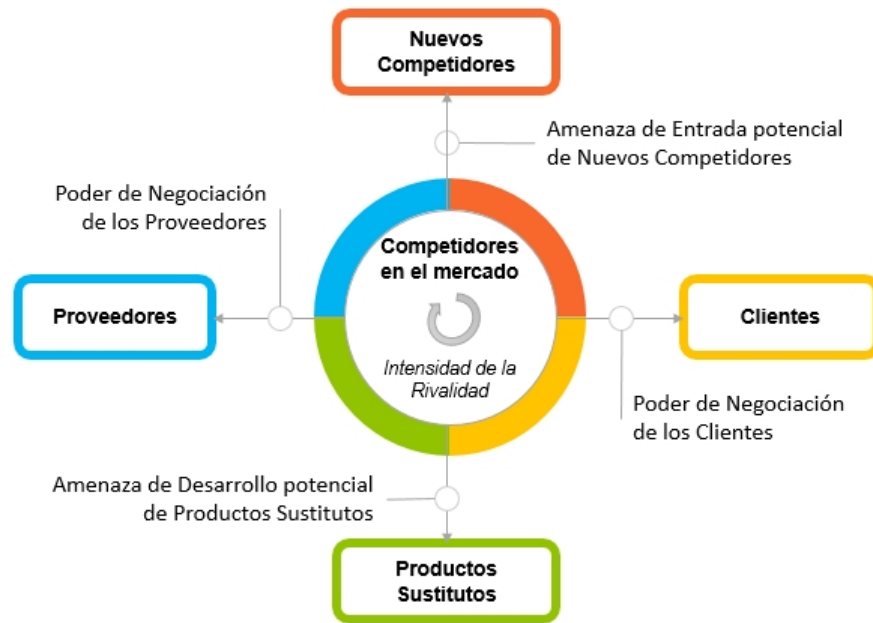 Nuevos
Competidores
Amenaza de Entrada potencial
de Nuevos Competidores
Poder de Negociación
de los Proveedores
Competidores
en el mercado
Proveedores
Clientes
Intensidad de la
Rivalidad
Poder de Negociación
de los Clientes
Amenaza de Desarrollo potencial
de Productos Sustitutos
Productos
Sustitutos